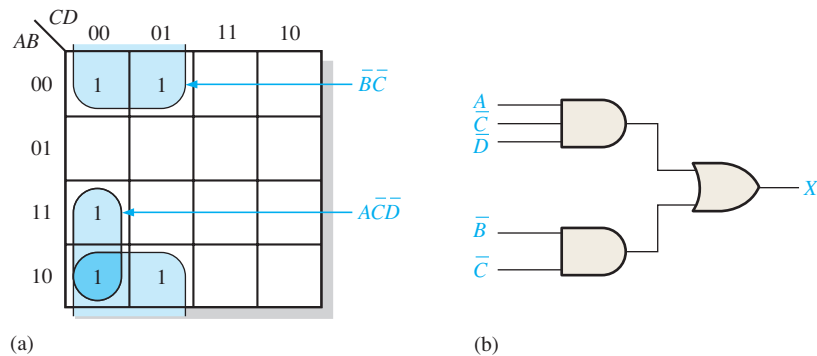 CD
AB 00 01 11 10
00 1 1 B̅C̅
01
11 1 AC̅D̅
10 1 1
(a)
A
C̅
D̅
X
B̅
C̅
(b)